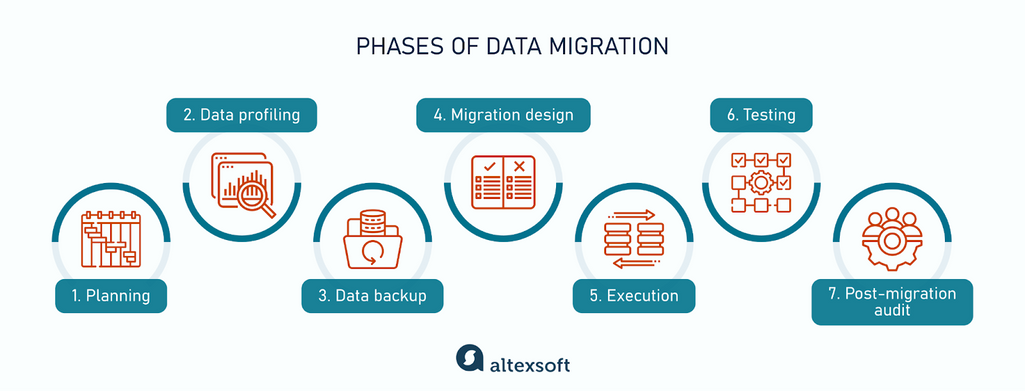 PHASES OF DATA MIGRATION
1. Planning
2. Data profiling
3. Data backup
4. Migration design
5. Execution
6. Testing
7. Post-migration
audit
altexsoft